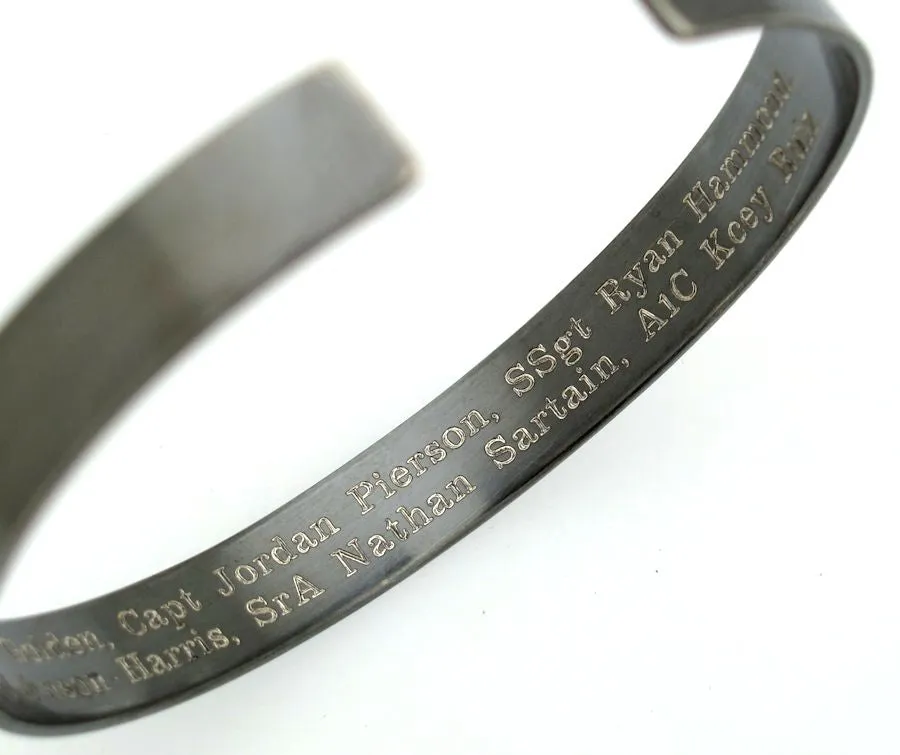 Golden, Capt Jordan Pierson, SSgt Ryan Hammond
Harris, SrA Nathan Sartain, A1C Kcey